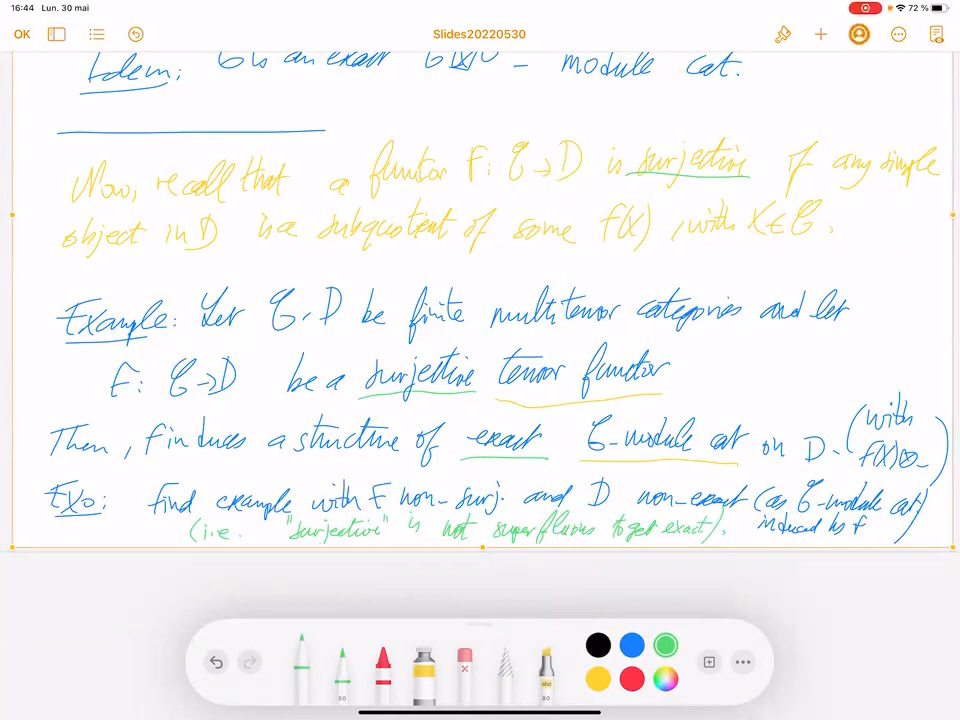 16:44 Lun. 30 mai
72 %
OK
Slides20220530
Idem: is an exact - module cat.
Now, recall that a functor F: C → D is surjective if any simple
object in D is a subquotient of some F(X), with X ∈ C.
Example: Let C, D be finite multitensor categories and let
F: C → D be a surjective tensor functor
Then, F induces a structure of exact C-module cat on D. (with F(X)⊗-)
Exo: Find example with F non-surj. and D non-exact (as C-module cat) induced by F
(i.e. "surjective" is not superfluous to get exact).
50
80